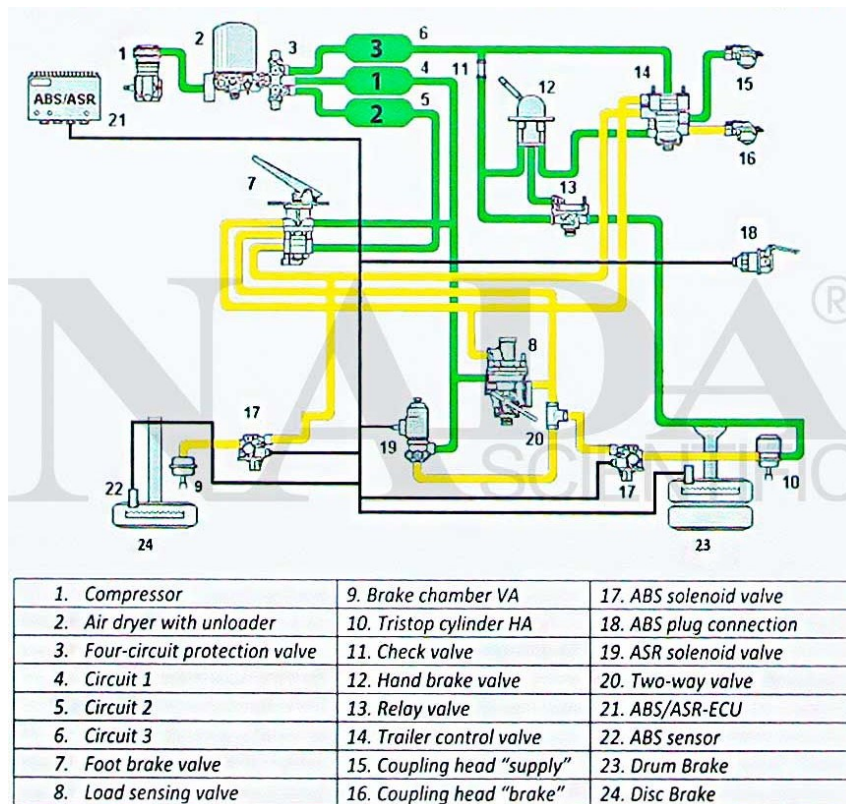 1
2
3
3
6
14
15
ABS/ASR
1
4
11
12
2
5
21
16
7
13
18
NADA
®
SCIENTIFIC
8
17
19
20
22
9
17
10
24
23
1. Compressor
2. Air dryer with unloader
3. Four-circuit protection valve
4. Circuit 1
5. Circuit 2
6. Circuit 3
7. Foot brake valve
8. Load sensing valve
9. Brake chamber VA
10. Tristop cylinder HA
11. Check valve
12. Hand brake valve
13. Relay valve
14. Trailer control valve
15. Coupling head "supply"
16. Coupling head "brake"
17. ABS solenoid valve
18. ABS plug connection
19. ASR solenoid valve
20. Two-way valve
21. ABS/ASR-ECU
22. ABS sensor
23. Drum Brake
24. Disc Brake